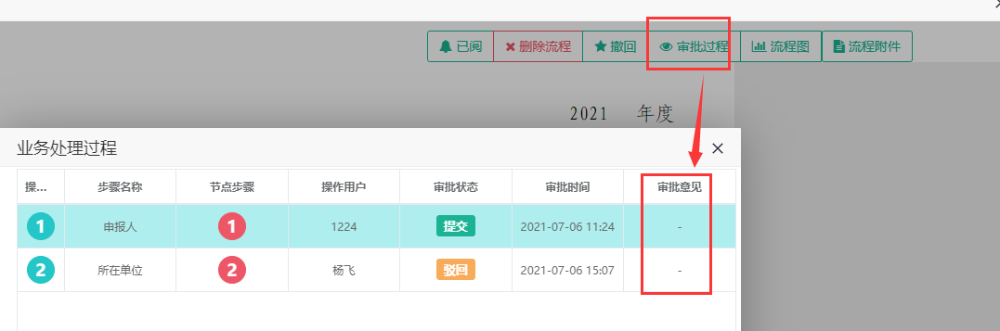 已阅 删除流程 撤回 审批过程 流程图 流程附件
2021 年度
业务处理过程
操... 步骤名称 节点步骤 操作用户 审批状态 审批时间 审批意见
1 申报人 1 1224 提交 2021-07-06 11:24 -
2 所在单位 2 杨飞 驳回 2021-07-06 15:07 -